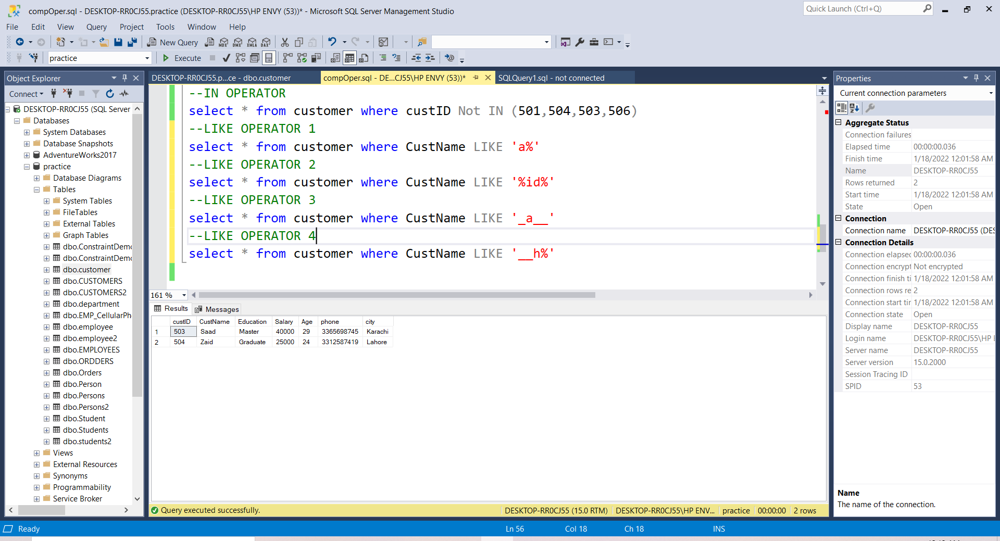 compOper.sql - DESKTOP-RR0CJ55.practice (DESKTOP-RR0CJ55\HP ENVY (53))* - Microsoft SQL Server Management Studio
Quick Launch (Ctrl+Q)
File Edit View Query Project Tools Window Help
New Query
MDX DMX XMLA DAX
practice
Execute
Object Explorer
Connect
DESKTOP-RR0CJ55 (SQL Server
Databases
System Databases
Database Snapshots
AdventureWorks2017
practice
Database Diagrams
Tables
System Tables
FileTables
External Tables
Graph Tables
dbo.ConstraintDemo
dbo.ConstraintDemo
dbo.customer
dbo.CUSTOMERS
dbo.CUSTOMERS2
dbo.department
dbo.EMP_CellularPh
dbo.employee
dbo.employee2
dbo.EMPLOYEES
dbo.ORDDERS
dbo.Orders
dbo.Person
dbo.Persons
dbo.Persons2
dbo.Student
dbo.Students
dbo.students2
Views
External Resources
Synonyms
Programmability
Service Broker
DESKTOP-RR0CJ55.p...ce - dbo.customer
compOper.sql - DE...CJ55\HP ENVY (53))*
SQLQuery1.sql - not connected
--IN OPERATOR
select * from customer where custID Not IN (501,504,503,506)
--LIKE OPERATOR 1
select * from customer where CustName LIKE 'a%'
--LIKE OPERATOR 2
select * from customer where CustName LIKE '%id%'
--LIKE OPERATOR 3
select * from customer where CustName LIKE '_a__'
--LIKE OPERATOR 4
select * from customer where CustName LIKE '__h%'
161 %
Results Messages
custID CustName Education Salary Age phone city
1 503 Saad Master 40000 29 3365698745 Karachi
2 504 Zaid Graduate 25000 24 3312587419 Lahore
Query executed successfully.
DESKTOP-RR0CJ55 (15.0 RTM) DESKTOP-RR0CJ55\HP ENV... practice 00:00:00 2 rows
Properties
Current connection parameters
Aggregate Status
Connection failures
Elapsed time 00:00:00.036
Finish time 1/18/2022 12:01:58 AM
Name DESKTOP-RR0CJ55
Rows returned 2
Start time 1/18/2022 12:01:58 AM
State Open
Connection
Connection name DESKTOP-RR0CJ55 (DES
Connection Details
Connection elapsec 00:00:00.036
Connection encrypt Not encrypted
Connection finish ti 1/18/2022 12:01:58 AM
Connection rows re 2
Connection start tir 1/18/2022 12:01:58 AM
Connection state Open
Display name DESKTOP-RR0CJ55
Login name DESKTOP-RR0CJ55\HP E
Server name DESKTOP-RR0CJ55
Server version 15.0.2000
Session Tracing ID
SPID 53
Name
The name of the connection.
Ready Ln 56 Col 18 Ch 18 INS